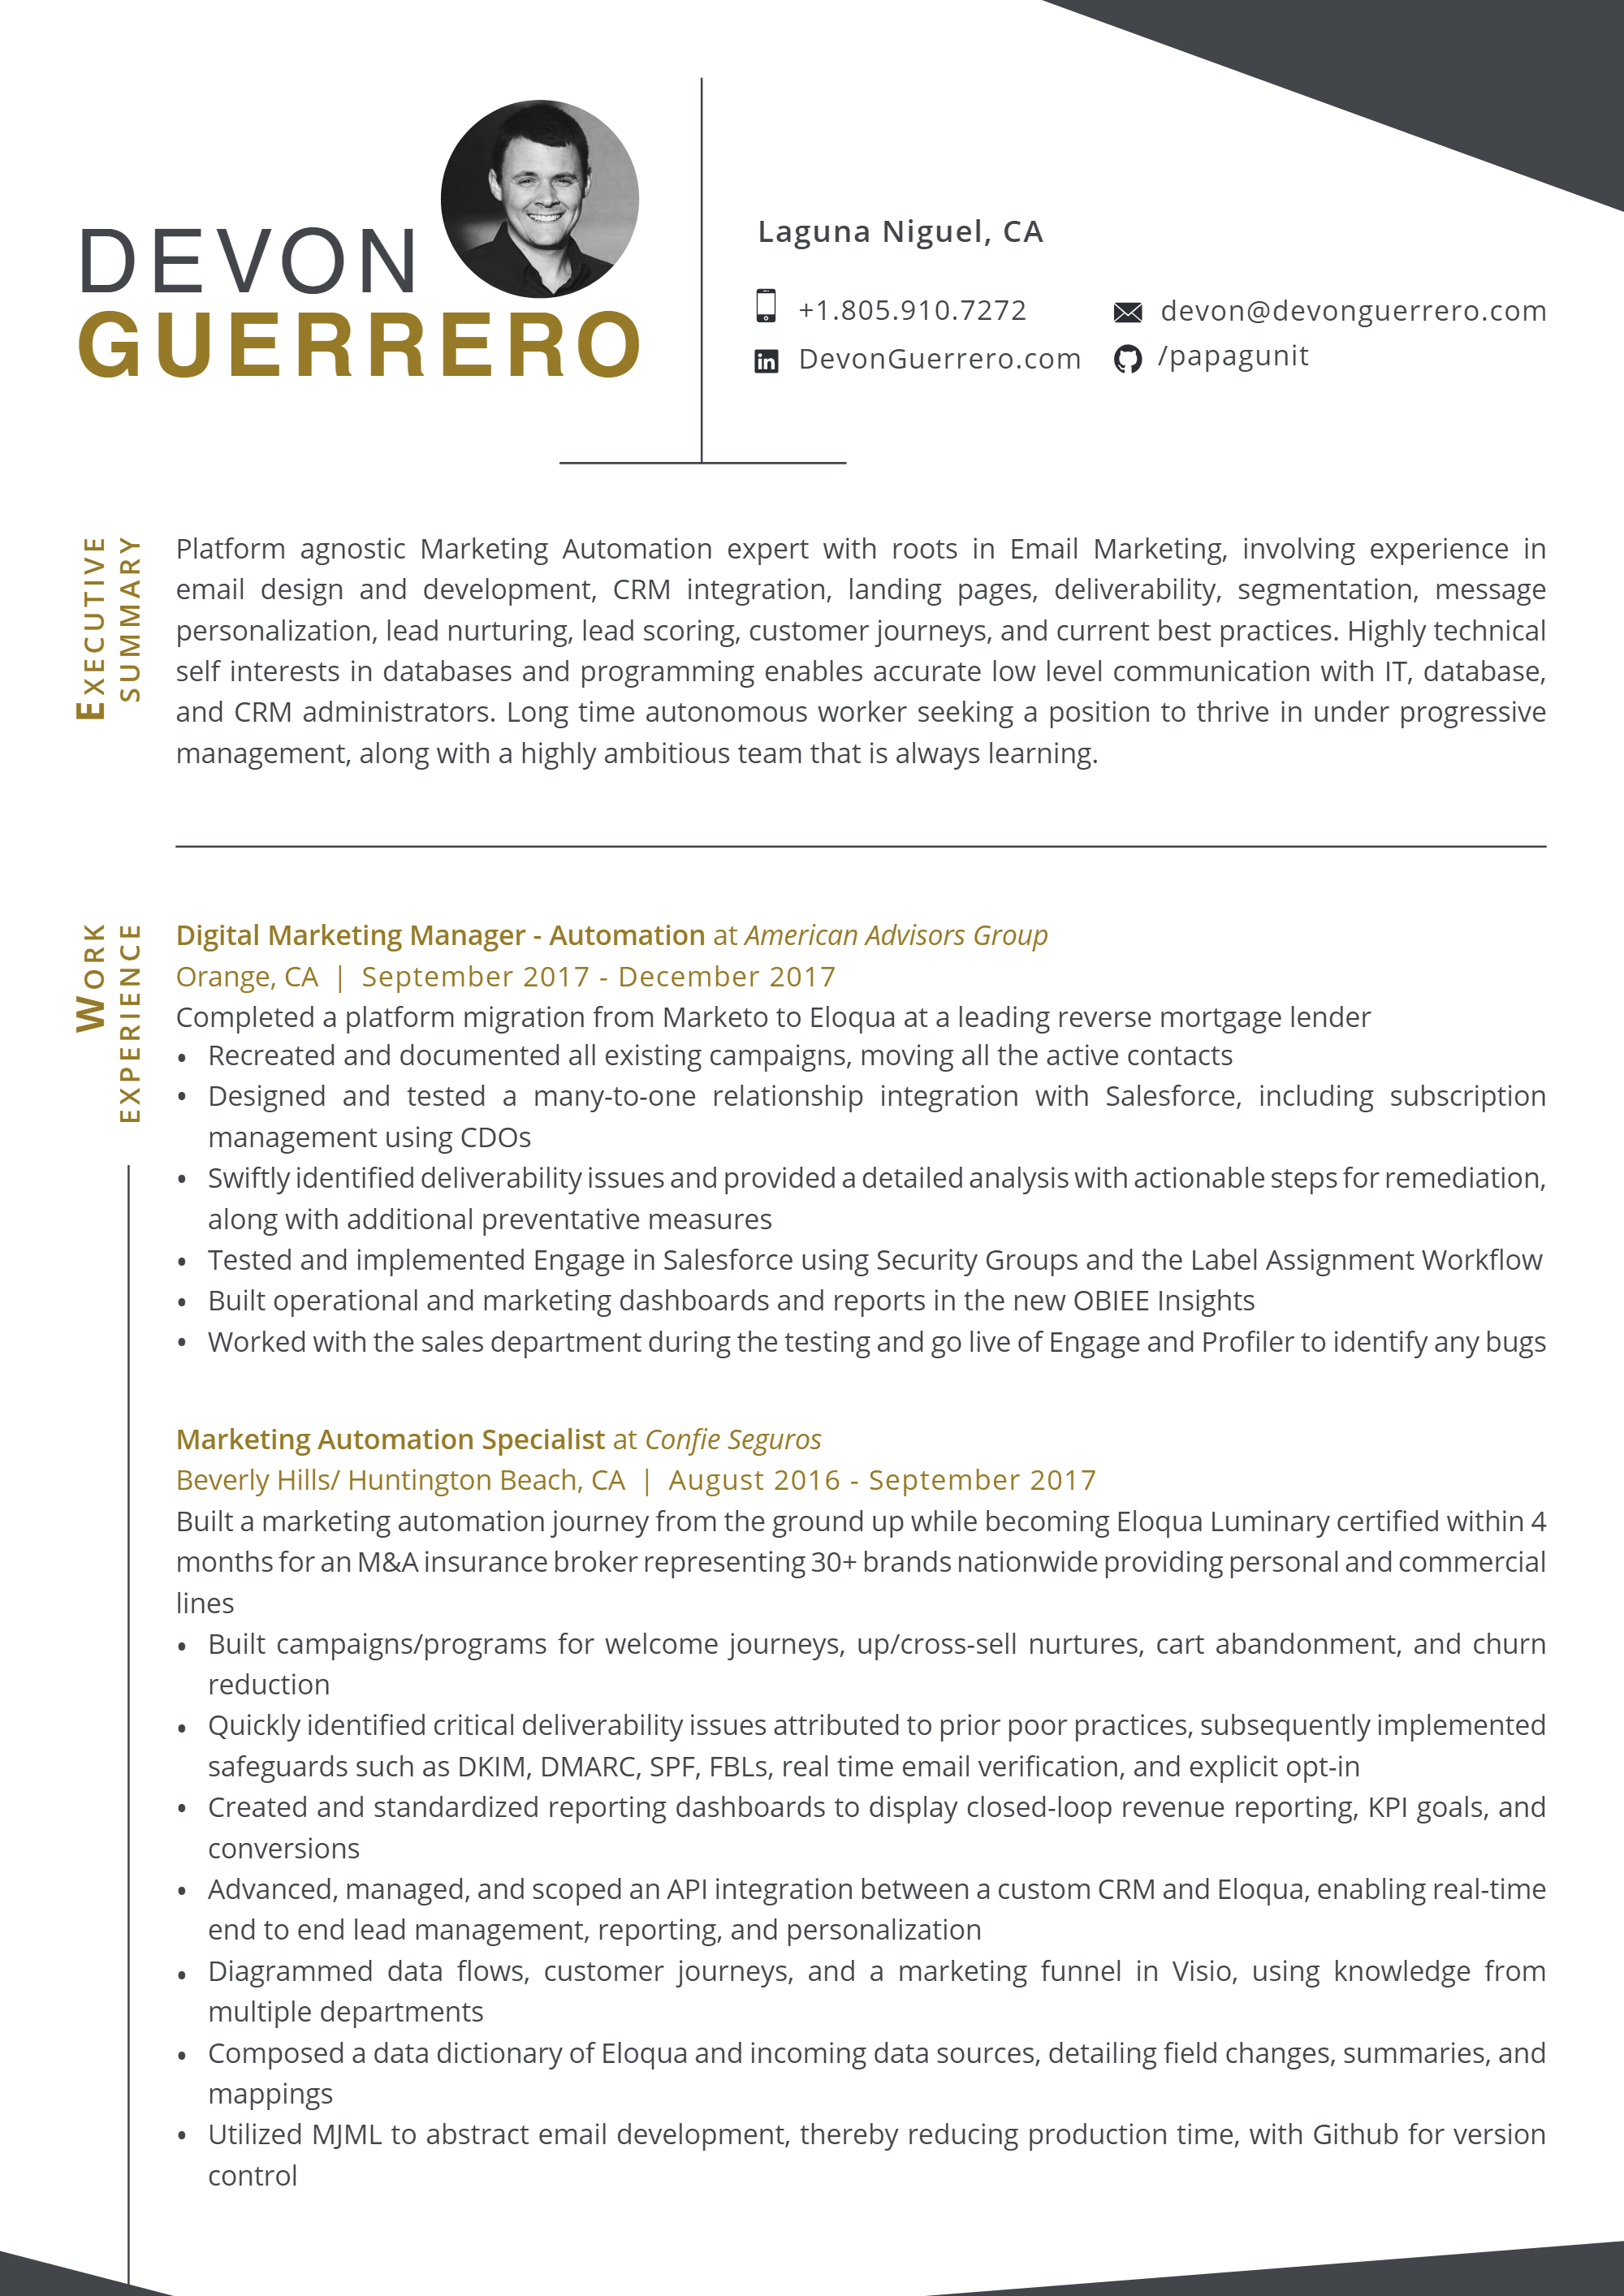 DEVON
GUERRERO
Laguna Niguel, CA
+1.805.910.7272
devon@devonguerrero.com
in DevonGuerrero.com
/papagunit
EXECUTIVE
SUMMARY
Platform agnostic Marketing Automation expert with roots in Email Marketing, involving experience in
email design and development, CRM integration, landing pages, deliverability, segmentation, message
personalization, lead nurturing, lead scoring, customer journeys, and current best practices. Highly technical
self interests in databases and programming enables accurate low level communication with IT, database,
and CRM administrators. Long time autonomous worker seeking a position to thrive in under progressive
management, along with a highly ambitious team that is always learning.
WORK
EXPERIENCE
Digital Marketing Manager - Automation at American Advisors Group
Orange, CA | September 2017 - December 2017
Completed a platform migration from Marketo to Eloqua at a leading reverse mortgage lender
• Recreated and documented all existing campaigns, moving all the active contacts
• Designed and tested a many-to-one relationship integration with Salesforce, including subscription
management using CDOs
• Swiftly identified deliverability issues and provided a detailed analysis with actionable steps for remediation,
along with additional preventative measures
• Tested and implemented Engage in Salesforce using Security Groups and the Label Assignment Workflow
• Built operational and marketing dashboards and reports in the new OBIEE Insights
• Worked with the sales department during the testing and go live of Engage and Profiler to identify any bugs
Marketing Automation Specialist at Confie Seguros
Beverly Hills/ Huntington Beach, CA | August 2016 - September 2017
Built a marketing automation journey from the ground up while becoming Eloqua Luminary certified within 4
months for an M&A insurance broker representing 30+ brands nationwide providing personal and commercial
lines
• Built campaigns/programs for welcome journeys, up/cross-sell nurtures, cart abandonment, and churn
reduction
• Quickly identified critical deliverability issues attributed to prior poor practices, subsequently implemented
safeguards such as DKIM, DMARC, SPF, FBLs, real time email verification, and explicit opt-in
• Created and standardized reporting dashboards to display closed-loop revenue reporting, KPI goals, and
conversions
• Advanced, managed, and scoped an API integration between a custom CRM and Eloqua, enabling real-time
end to end lead management, reporting, and personalization
• Diagrammed data flows, customer journeys, and a marketing funnel in Visio, using knowledge from
multiple departments
• Composed a data dictionary of Eloqua and incoming data sources, detailing field changes, summaries, and
mappings
• Utilized MJML to abstract email development, thereby reducing production time, with Github for version
control